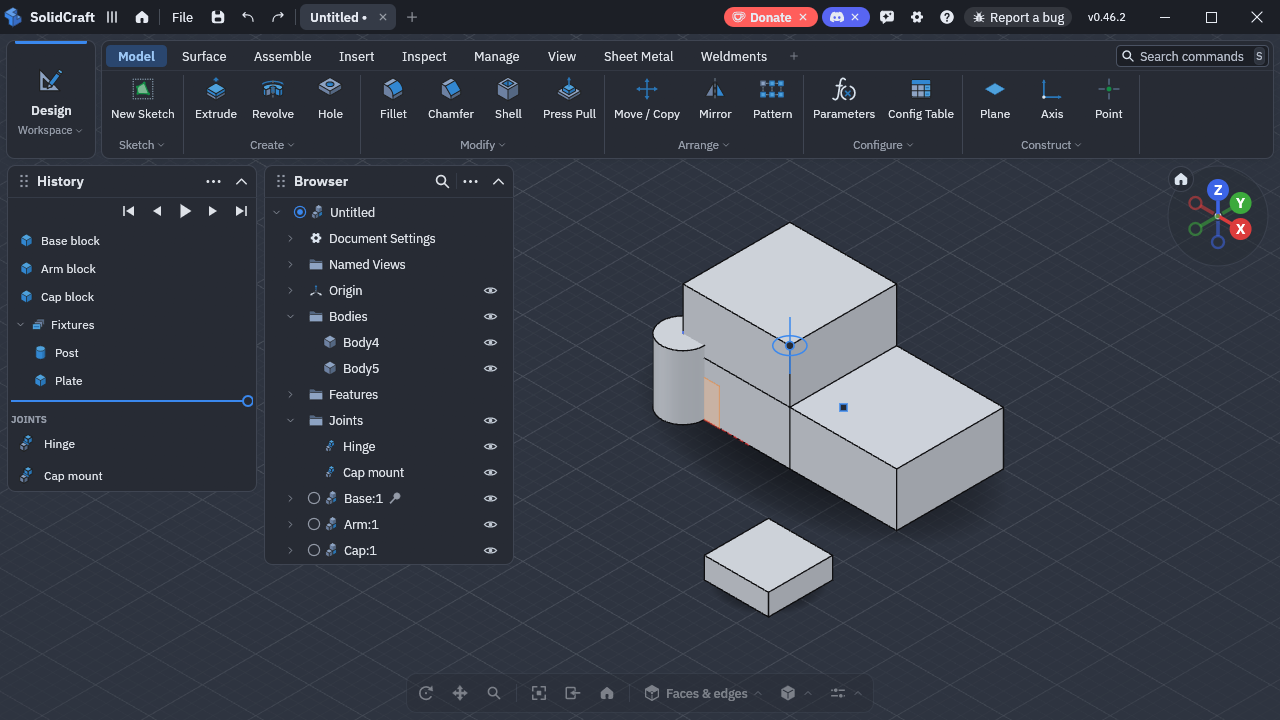 SolidCraft
File
Untitled •
Donate
Report a bug
v0.46.2
Design
Workspace
Model
Surface
Assemble
Insert
Inspect
Manage
View
Sheet Metal
Weldments
Search commands
S
New Sketch
Extrude
Revolve
Hole
Fillet
Chamfer
Shell
Press Pull
Move / Copy
Mirror
Pattern
Parameters
Config Table
Plane
Axis
Point
Sketch
Create
Modify
Arrange
Configure
Construct
History
Base block
Arm block
Cap block
Fixtures
Post
Plate
JOINTS
Hinge
Cap mount
Browser
Untitled
Document Settings
Named Views
Origin
Bodies
Body4
Body5
Features
Joints
Hinge
Cap mount
Base:1
Arm:1
Cap:1
Z
Y
X
Faces & edges